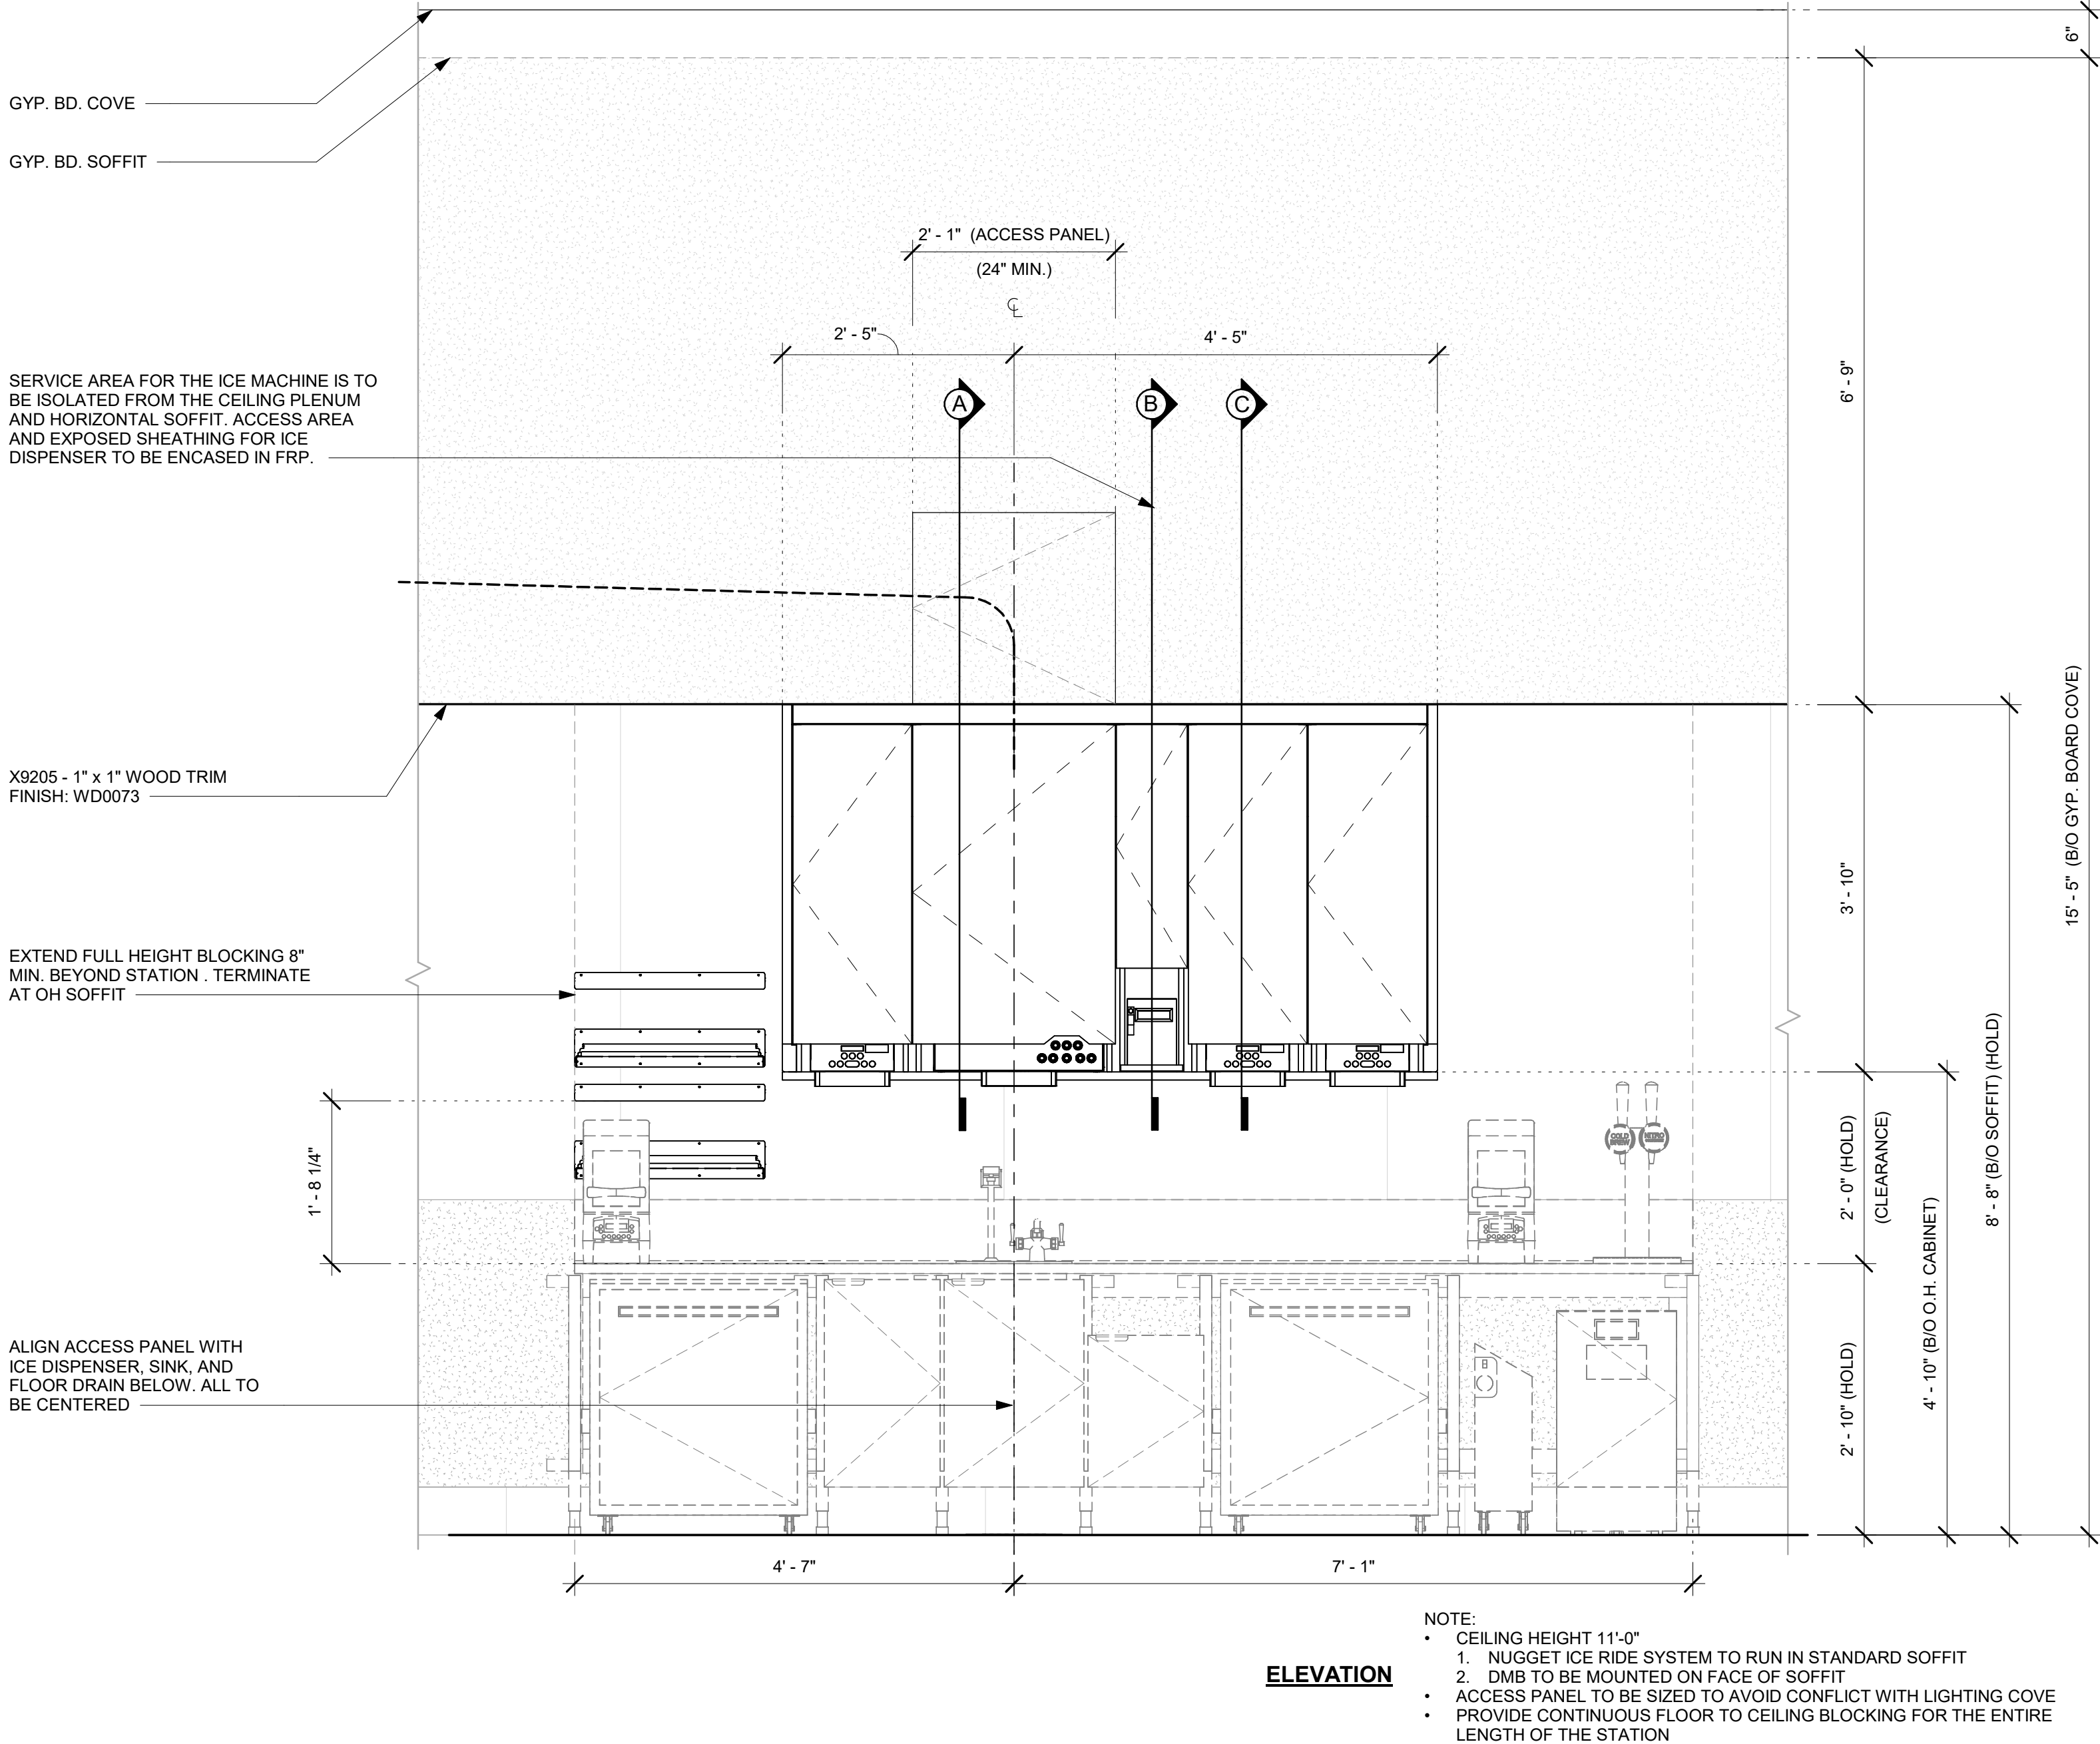 6"
GYP. BD. COVE
GYP. BD. SOFFIT
2' - 1" (ACCESS PANEL)
(24" MIN.)
CL
2' - 5"
4' - 5"
6' - 9"
SERVICE AREA FOR THE ICE MACHINE IS TO
BE ISOLATED FROM THE CEILING PLENUM
AND HORIZONTAL SOFFIT. ACCESS AREA
AND EXPOSED SHEATHING FOR ICE
DISPENSER TO BE ENCASED IN FRP.
A
B
C
X9205 - 1" x 1" WOOD TRIM
FINISH: WD0073
15' - 5" (B/O GYP. BOARD COVE)
3' - 10"
EXTEND FULL HEIGHT BLOCKING 8"
MIN. BEYOND STATION . TERMINATE
AT OH SOFFIT
8' - 8" (B/O SOFFIT) (HOLD)
1' - 8 1/4"
COLD
BREW
NITRO
2' - 0" (HOLD)
(CLEARANCE)
4' - 10" (B/O O.H. CABINET)
ALIGN ACCESS PANEL WITH
ICE DISPENSER, SINK, AND
FLOOR DRAIN BELOW. ALL TO
BE CENTERED
2' - 10" (HOLD)
4' - 7"
7' - 1"
ELEVATION
NOTE:
• CEILING HEIGHT 11'-0"
1. NUGGET ICE RIDE SYSTEM TO RUN IN STANDARD SOFFIT
2. DMB TO BE MOUNTED ON FACE OF SOFFIT
• ACCESS PANEL TO BE SIZED TO AVOID CONFLICT WITH LIGHTING COVE
• PROVIDE CONTINUOUS FLOOR TO CEILING BLOCKING FOR THE ENTIRE
LENGTH OF THE STATION